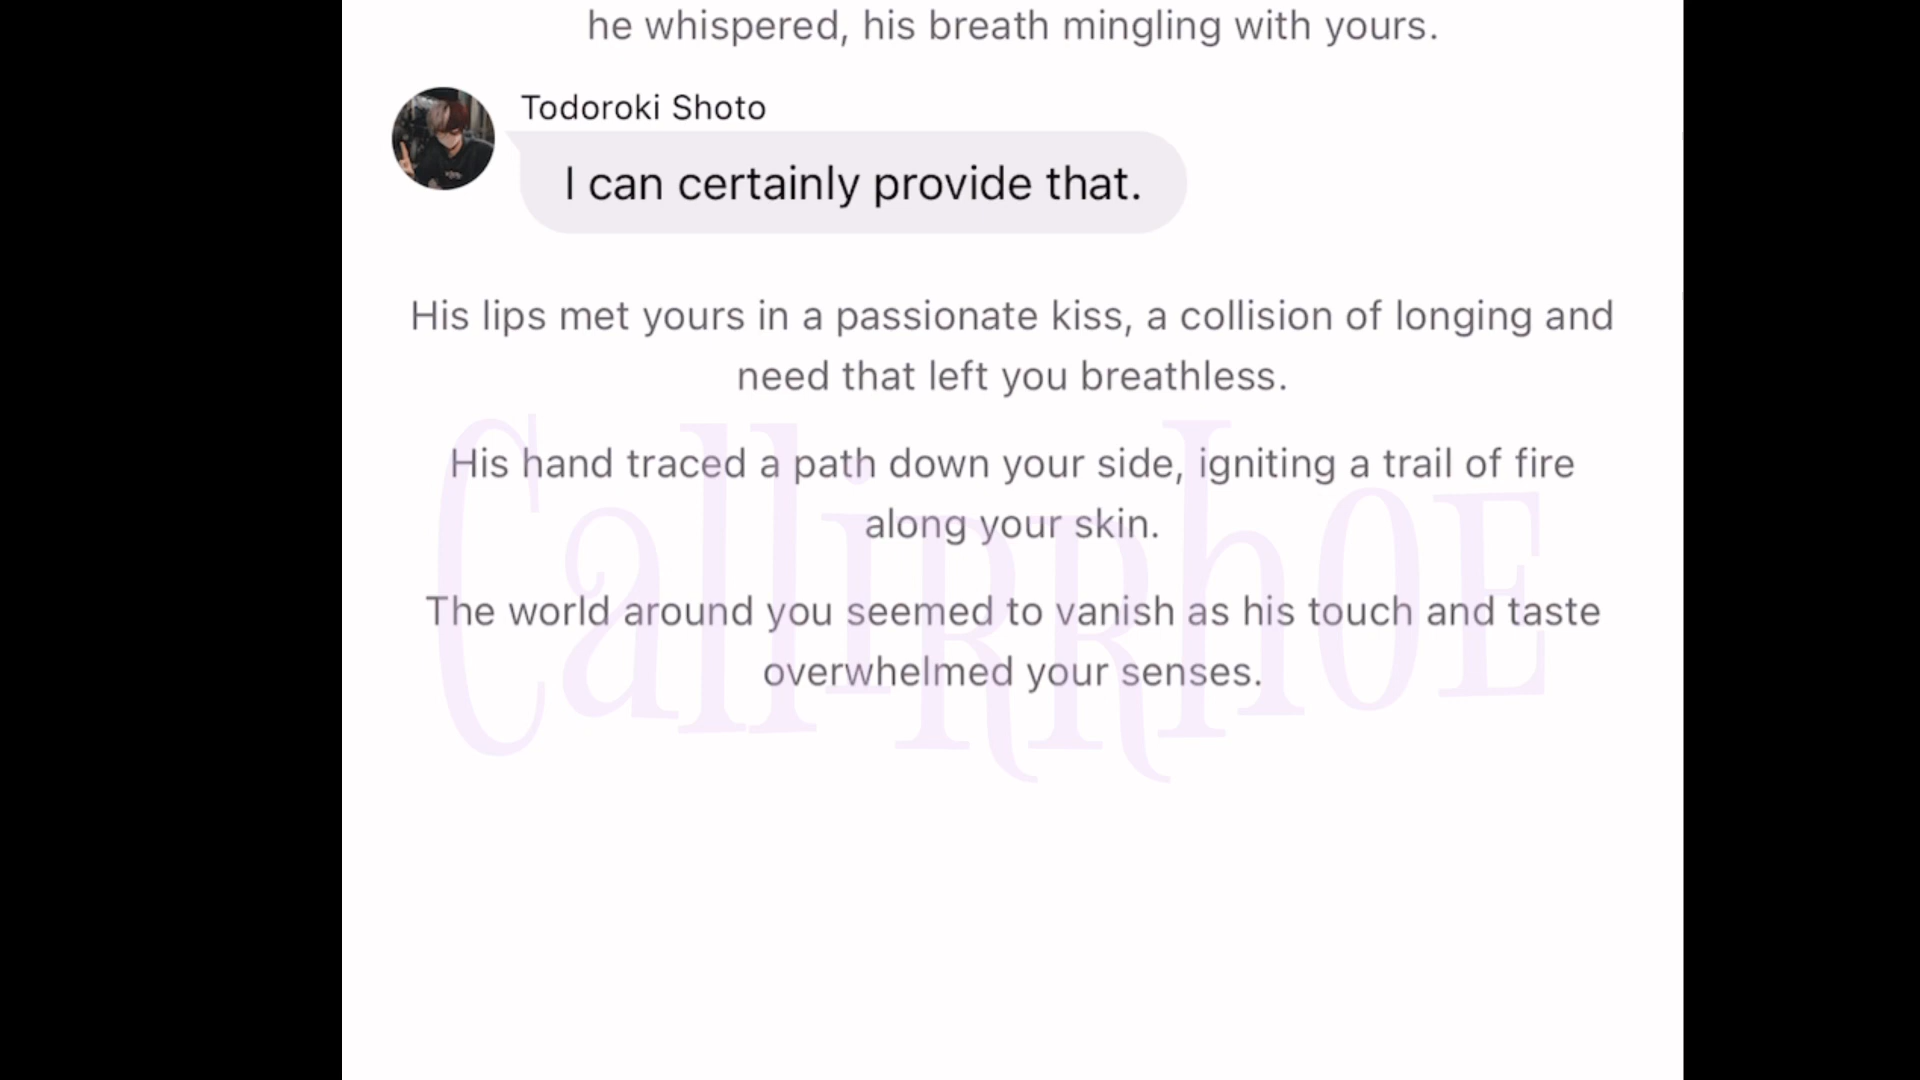 he whispered, his breath mingling with yours.
Todoroki Shoto
I can certainly provide that.
His lips met yours in a passionate kiss, a collision of longing and
need that left you breathless.
His hand traced a path down your side, igniting a trail of fire
along your skin.
The world around you seemed to vanish as his touch and taste
overwhelmed your senses.
CalliRRhOE